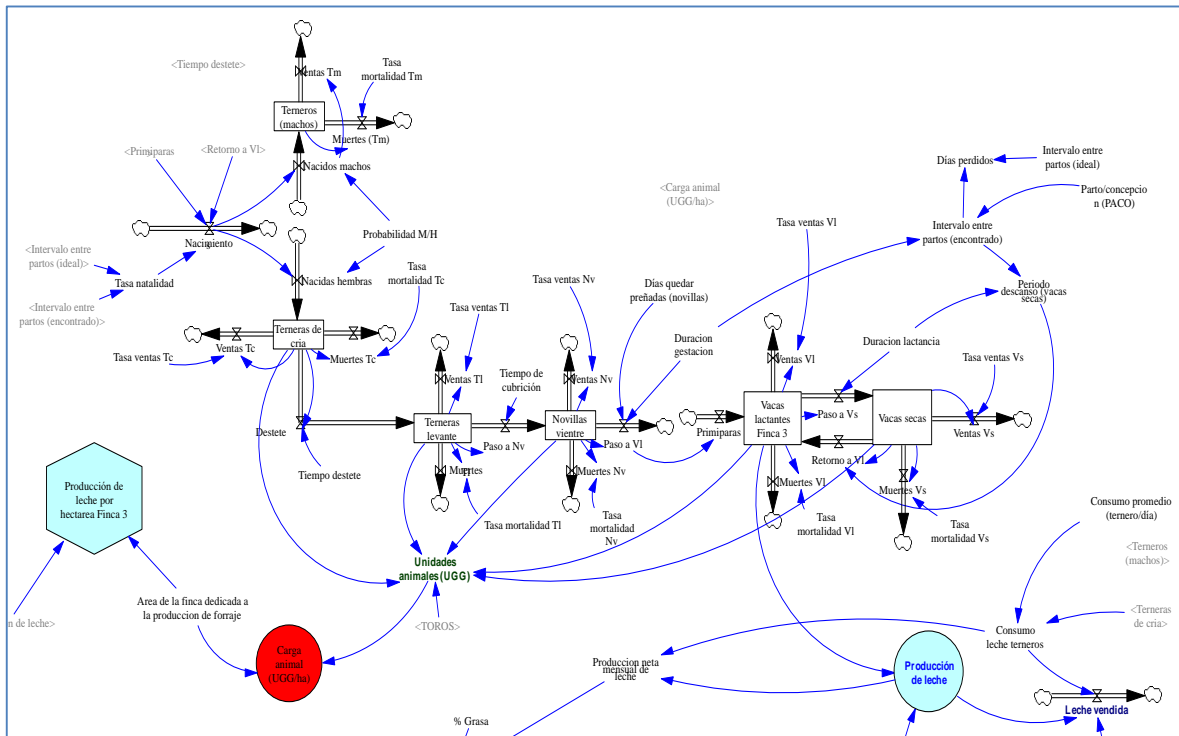 <Tiempo destete>
Ventas Tm
Tasa
mortalidad Tm
Terneros
(machos)
Muertes (Tm)
<Primiparas>
<Retorno a Vl>
Nacidos machos
Nacimiento
Probabilidad M/H
<Intervalo entre
partos (ideal)>
Tasa natalidad
<Intervalo entre
partos (encontrado)>
Nacidas hembras
Tasa
mortalidad Tc
Terneras de
cria
Tasa ventas Tc
Ventas Tc
Muertes Tc
Tasa ventas Tl
Ventas Tl
Tiempo de
cubrición
Tasa ventas Nv
Ventas Nv
Días quedar
preñadas (novillas)
Duracion
gestacion
<Carga animal
(UGG/ha)>
Tasa ventas Vl
Días perdidos
Intervalo entre
partos (ideal)
Parto/concepcio
n (PACO)
Intervalo entre
partos (encontrado)
Periodo
descanso (vacas
secas)
Ventas Vl
Duracion lactancia
Tasa ventas Vs
Destete
Tiempo destete
Terneras
levante
Paso a Nv
Muertes
Tl
Tasa mortalidad Tl
Novillas
vientre
Paso a Vl
Muertes Nv
Tasa
mortalidad
Nv
Primiparas
Vacas
lactantes
Finca 3
Paso a Vs
Vacas secas
Ventas Vs
Retorno a Vl
Muertes Vl
Tasa
mortalidad Vl
Muertes Vs
Tasa
mortalidad Vs
Producción de
leche por
hectarea Finca 3
Unidades
animales (UGG)
<TOROS>
Area de la finca dedicada a
la produccion de forraje
n de leche>
Carga
animal
(UGG/ha)
Consumo promedio
(ternero/día)
<Terneros
(machos)>
<Terneras
de cria>
Consumo
leche terneros
Produccion neta
mensual de
leche
Producción
de leche
Leche vendida
% Grasa